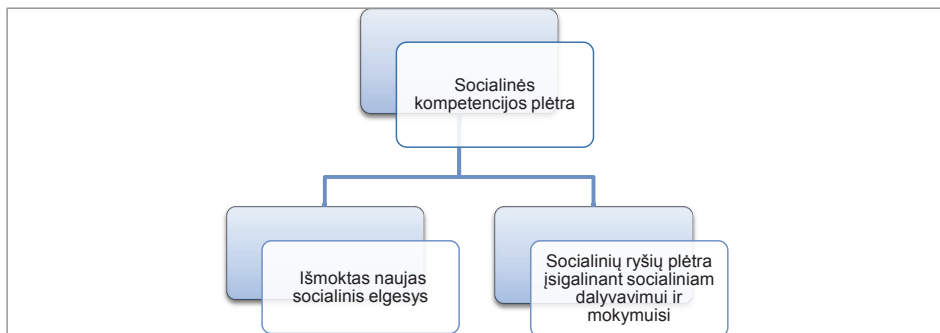 Socialinės
kompetencijos plėtra
Išmoktas naujas
socialinis elgesys
Socialinių ryšių plėtra
įsigalinant socialiniam
dalyvavimui ir
mokymuisi